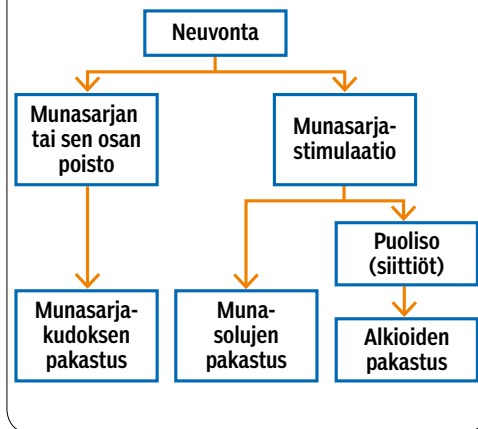 Neuvonta
Munasarjan
tai sen osan
poisto
Munasarja-
stimulaatio
Puoliso
(siittiöt)
Munasarja-
kudoksen
pakastus
Muna-
solujen
pakastus
Alkioiden
pakastus